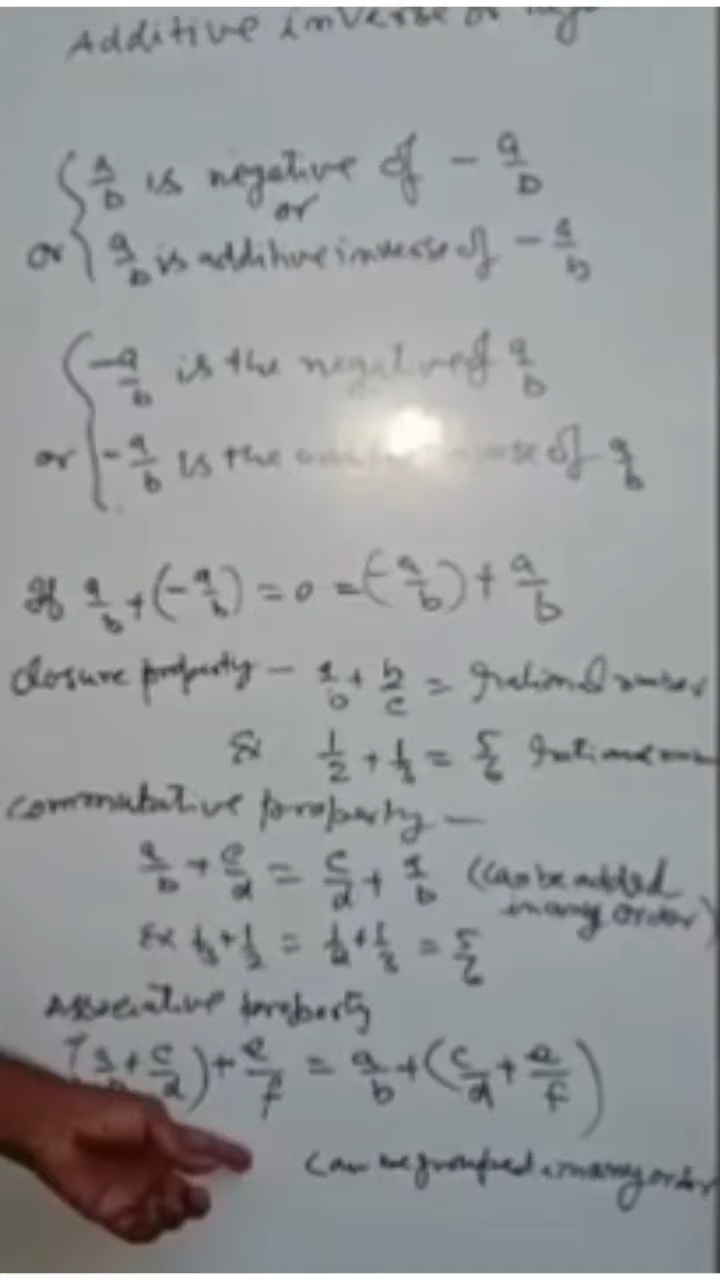 Additive inverse or
a/b is negative of - a/b
or
or a/b is additive inverse of - a/b
-a/b is the negative of a/b
or -a/b is the of a/b
If a/b + (-a/b) = 0 = (-a/b) + a/b
Closure property - a/b + b/c = rational number
Ex 1/2 + 1/3 = 5/6 rational
Commutative property -
a/b + c/d = c/d + a/b (can be added
in any order)
Ex 1/3 + 1/2 = 1/2 + 1/3 = 5/6
Associative property
(a/b + c/d) + e/f = a/b + (c/d + e/f)
can be grouped in any order